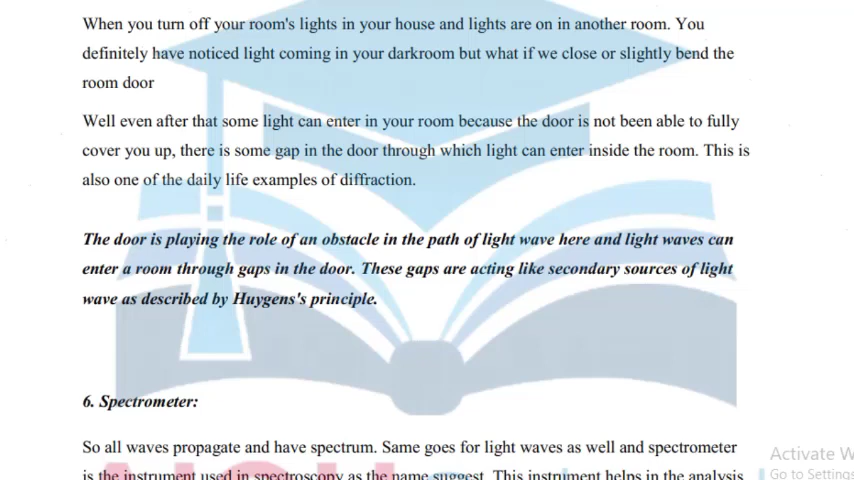 When you turn off your room's lights in your house and lights are on in another room. You
definitely have noticed light coming in your darkroom but what if we close or slightly bend the
room door
Well even after that some light can enter in your room because the door is not been able to fully
cover you up, there is some gap in the door through which light can enter inside the room. This is
also one of the daily life examples of diffraction.
The door is playing the role of an obstacle in the path of light wave here and light waves can
enter a room through gaps in the door. These gaps are acting like secondary sources of light
wave as described by Huygens's principle.
6. Spectrometer:
So all waves propagate and have spectrum. Same goes for light waves as well and spectrometer
is the instrument used in spectroscopy as the name suggest. This instrument helps in the analysis
Activate W
Go to Settings